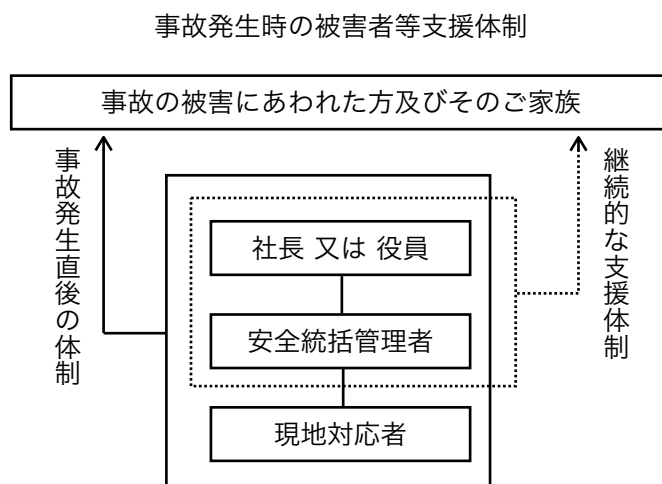 事故発生時の被害者等支援体制
事故の被害にあわれた方及びそのご家族
事故発生直後の体制
継続的な支援体制
社長 又は 役員
安全統括管理者
現地対応者